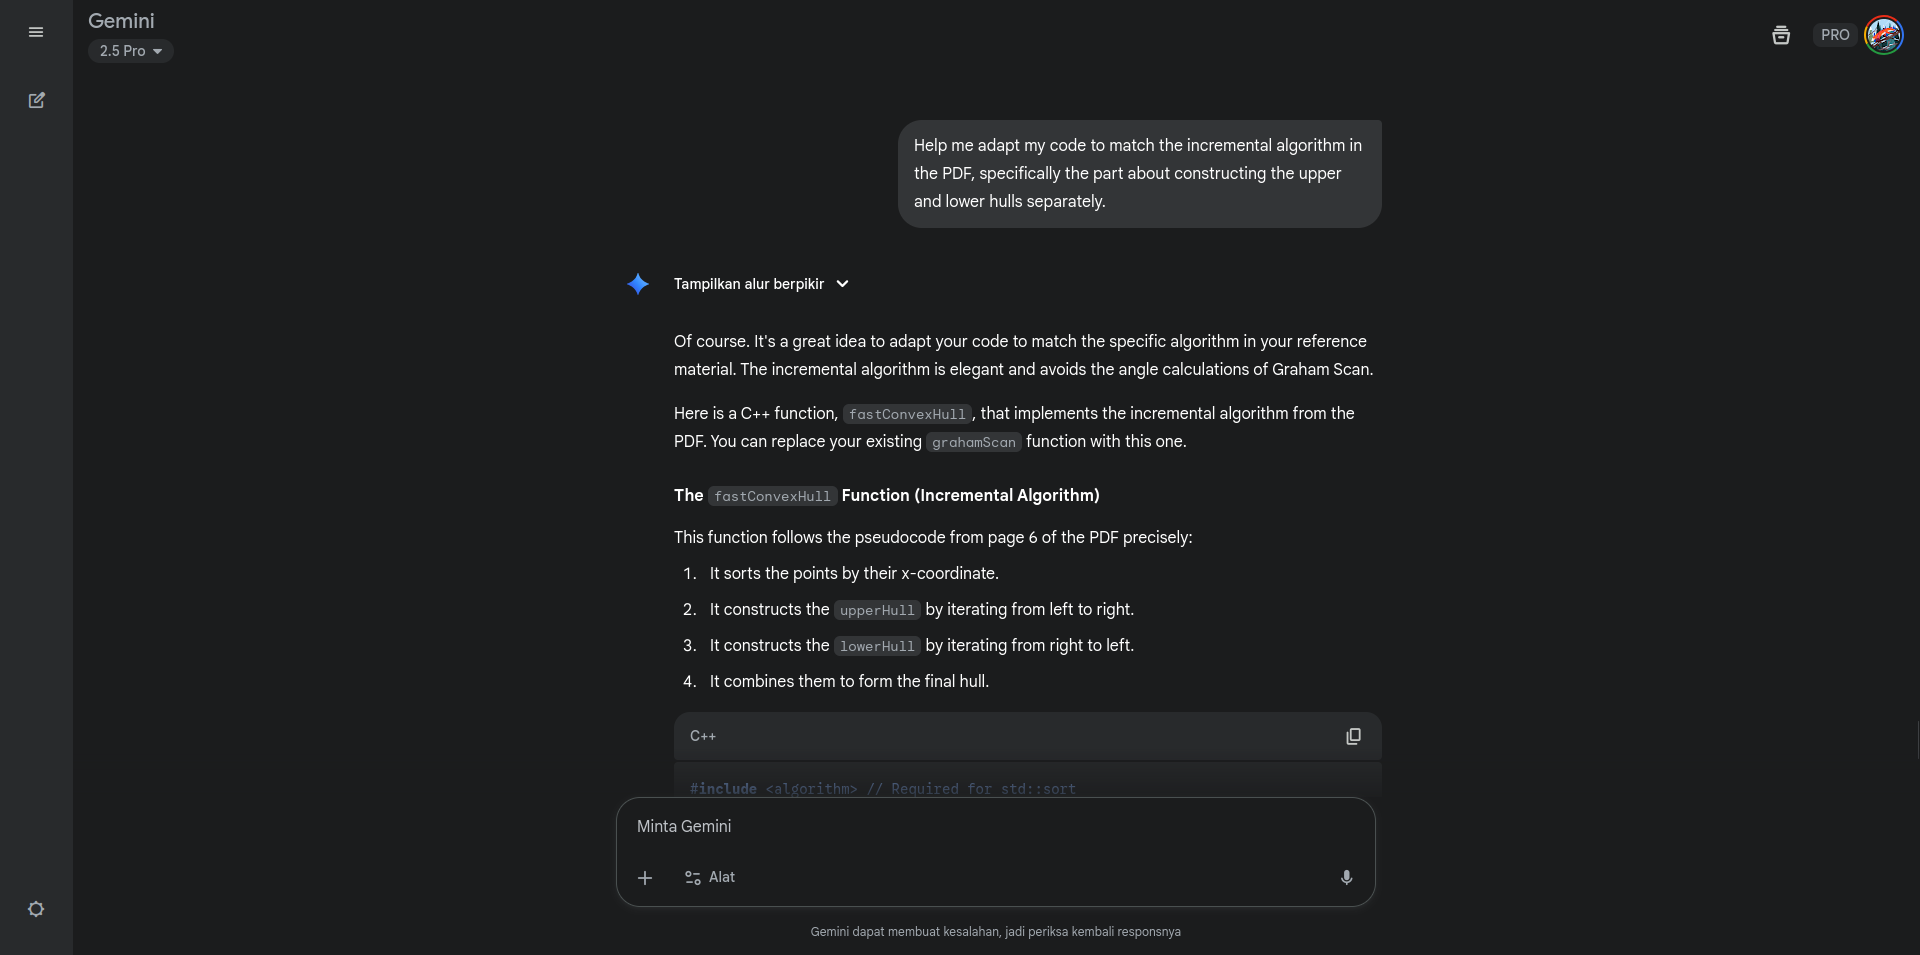 Gemini
2.5 Pro
PRO
Help me adapt my code to match the incremental algorithm in
the PDF, specifically the part about constructing the upper
and lower hulls separately.
Tampilkan alur berpikir
Of course. It's a great idea to adapt your code to match the specific algorithm in your reference
material. The incremental algorithm is elegant and avoids the angle calculations of Graham Scan.
Here is a C++ function, fastConvexHull, that implements the incremental algorithm from the
PDF. You can replace your existing grahamScan function with this one.
The fastConvexHull Function (Incremental Algorithm)
This function follows the pseudocode from page 6 of the PDF precisely:
1. It sorts the points by their x-coordinate.
2. It constructs the upperHull by iterating from left to right.
3. It constructs the lowerHull by iterating from right to left.
4. It combines them to form the final hull.
C++
#include <algorithm> // Required for std::sort
Minta Gemini
Alat
Gemini dapat membuat kesalahan, jadi periksa kembali responsnya